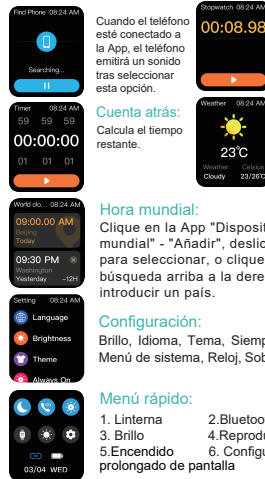 Find Phone 08:24 AM
Searching...
Cuando el teléfono
esté conectado a
la App, el teléfono
emitirá un sonido
tras seleccionar
esta opción.
Stopwatch 08:24 AM
00:08.98
Timer 08:24 AM
59 59 59
00:00:00
01 01 01
Cuenta atrás:
Calcula el tiempo
restante.
Weather 08:24 AM
23°C
Weather Celsius
Cloudy 23/26°C
World clo... 08:24 AM
09:00.00 AM
Beijing
Today
09:30 PM
Washington
Yesterday -12H
Hora mundial:
Clique en la App "Disposit
mundial" - "Añadir", deslic
para seleccionar, o clique
búsqueda arriba a la dere
introducir un país.
Setting 08:24 AM
Language
Brightness
Theme
Always On
Configuración:
Brillo, Idioma, Tema, Siemp
Menú de sistema, Reloj, Sob
03/04 WED
Menú rápido:
1. Linterna 2.Bluetoot
3. Brillo 4.Reprodu
5.Encendido 6. Configu
prolongado de pantalla